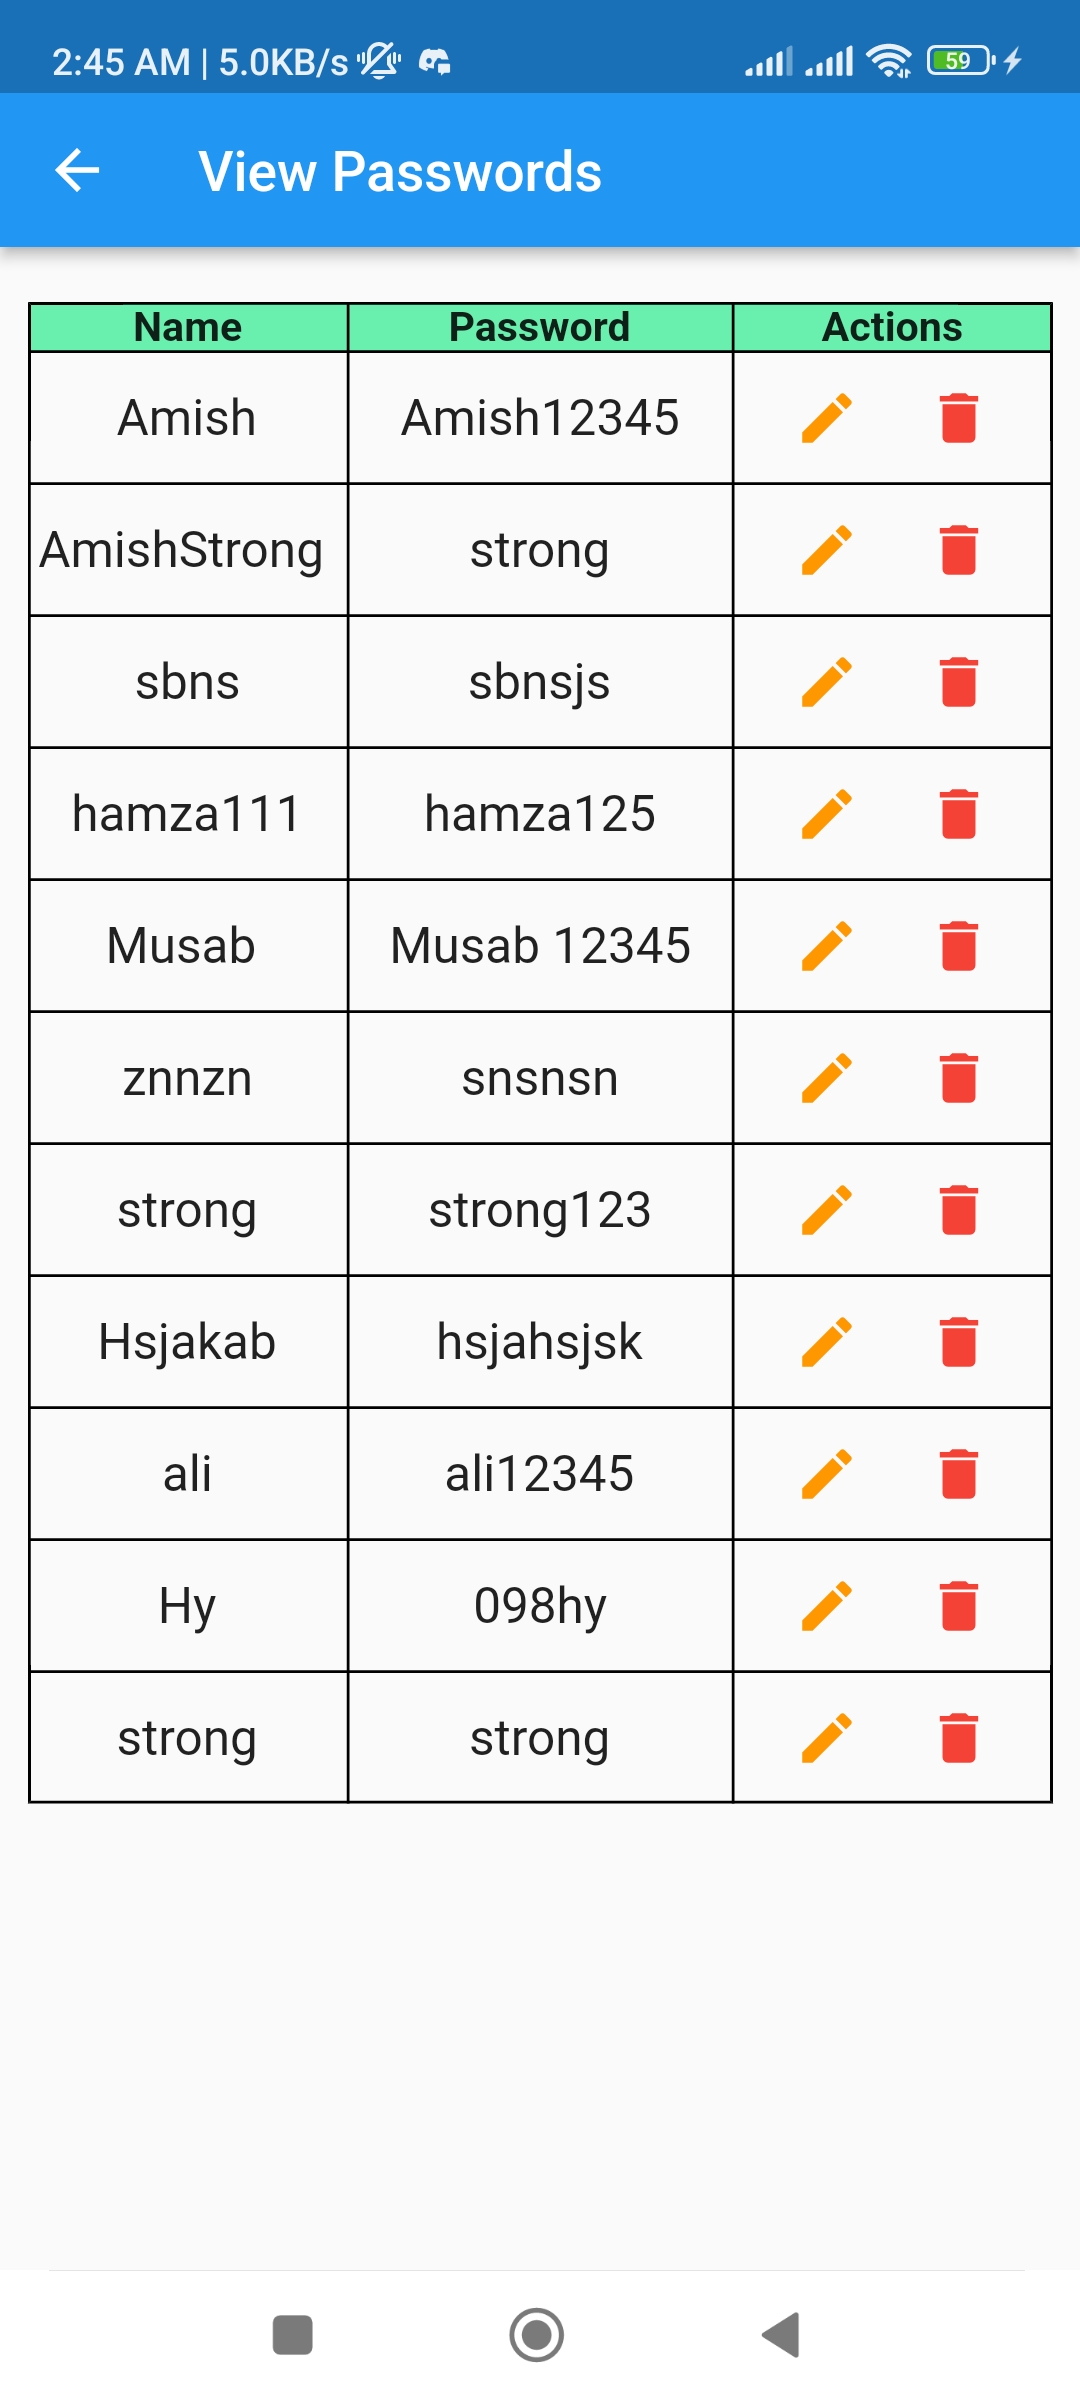 2:45 AM | 5.0KB/s 59
View Passwords
Name Password Actions
Amish Amish12345
AmishStrong strong
sbns sbnsjs
hamza111 hamza125
Musab Musab 12345
znnzn snsnsn
strong strong123
Hsjakab hsjahsjsk
ali ali12345
Hy 098hy
strong strong